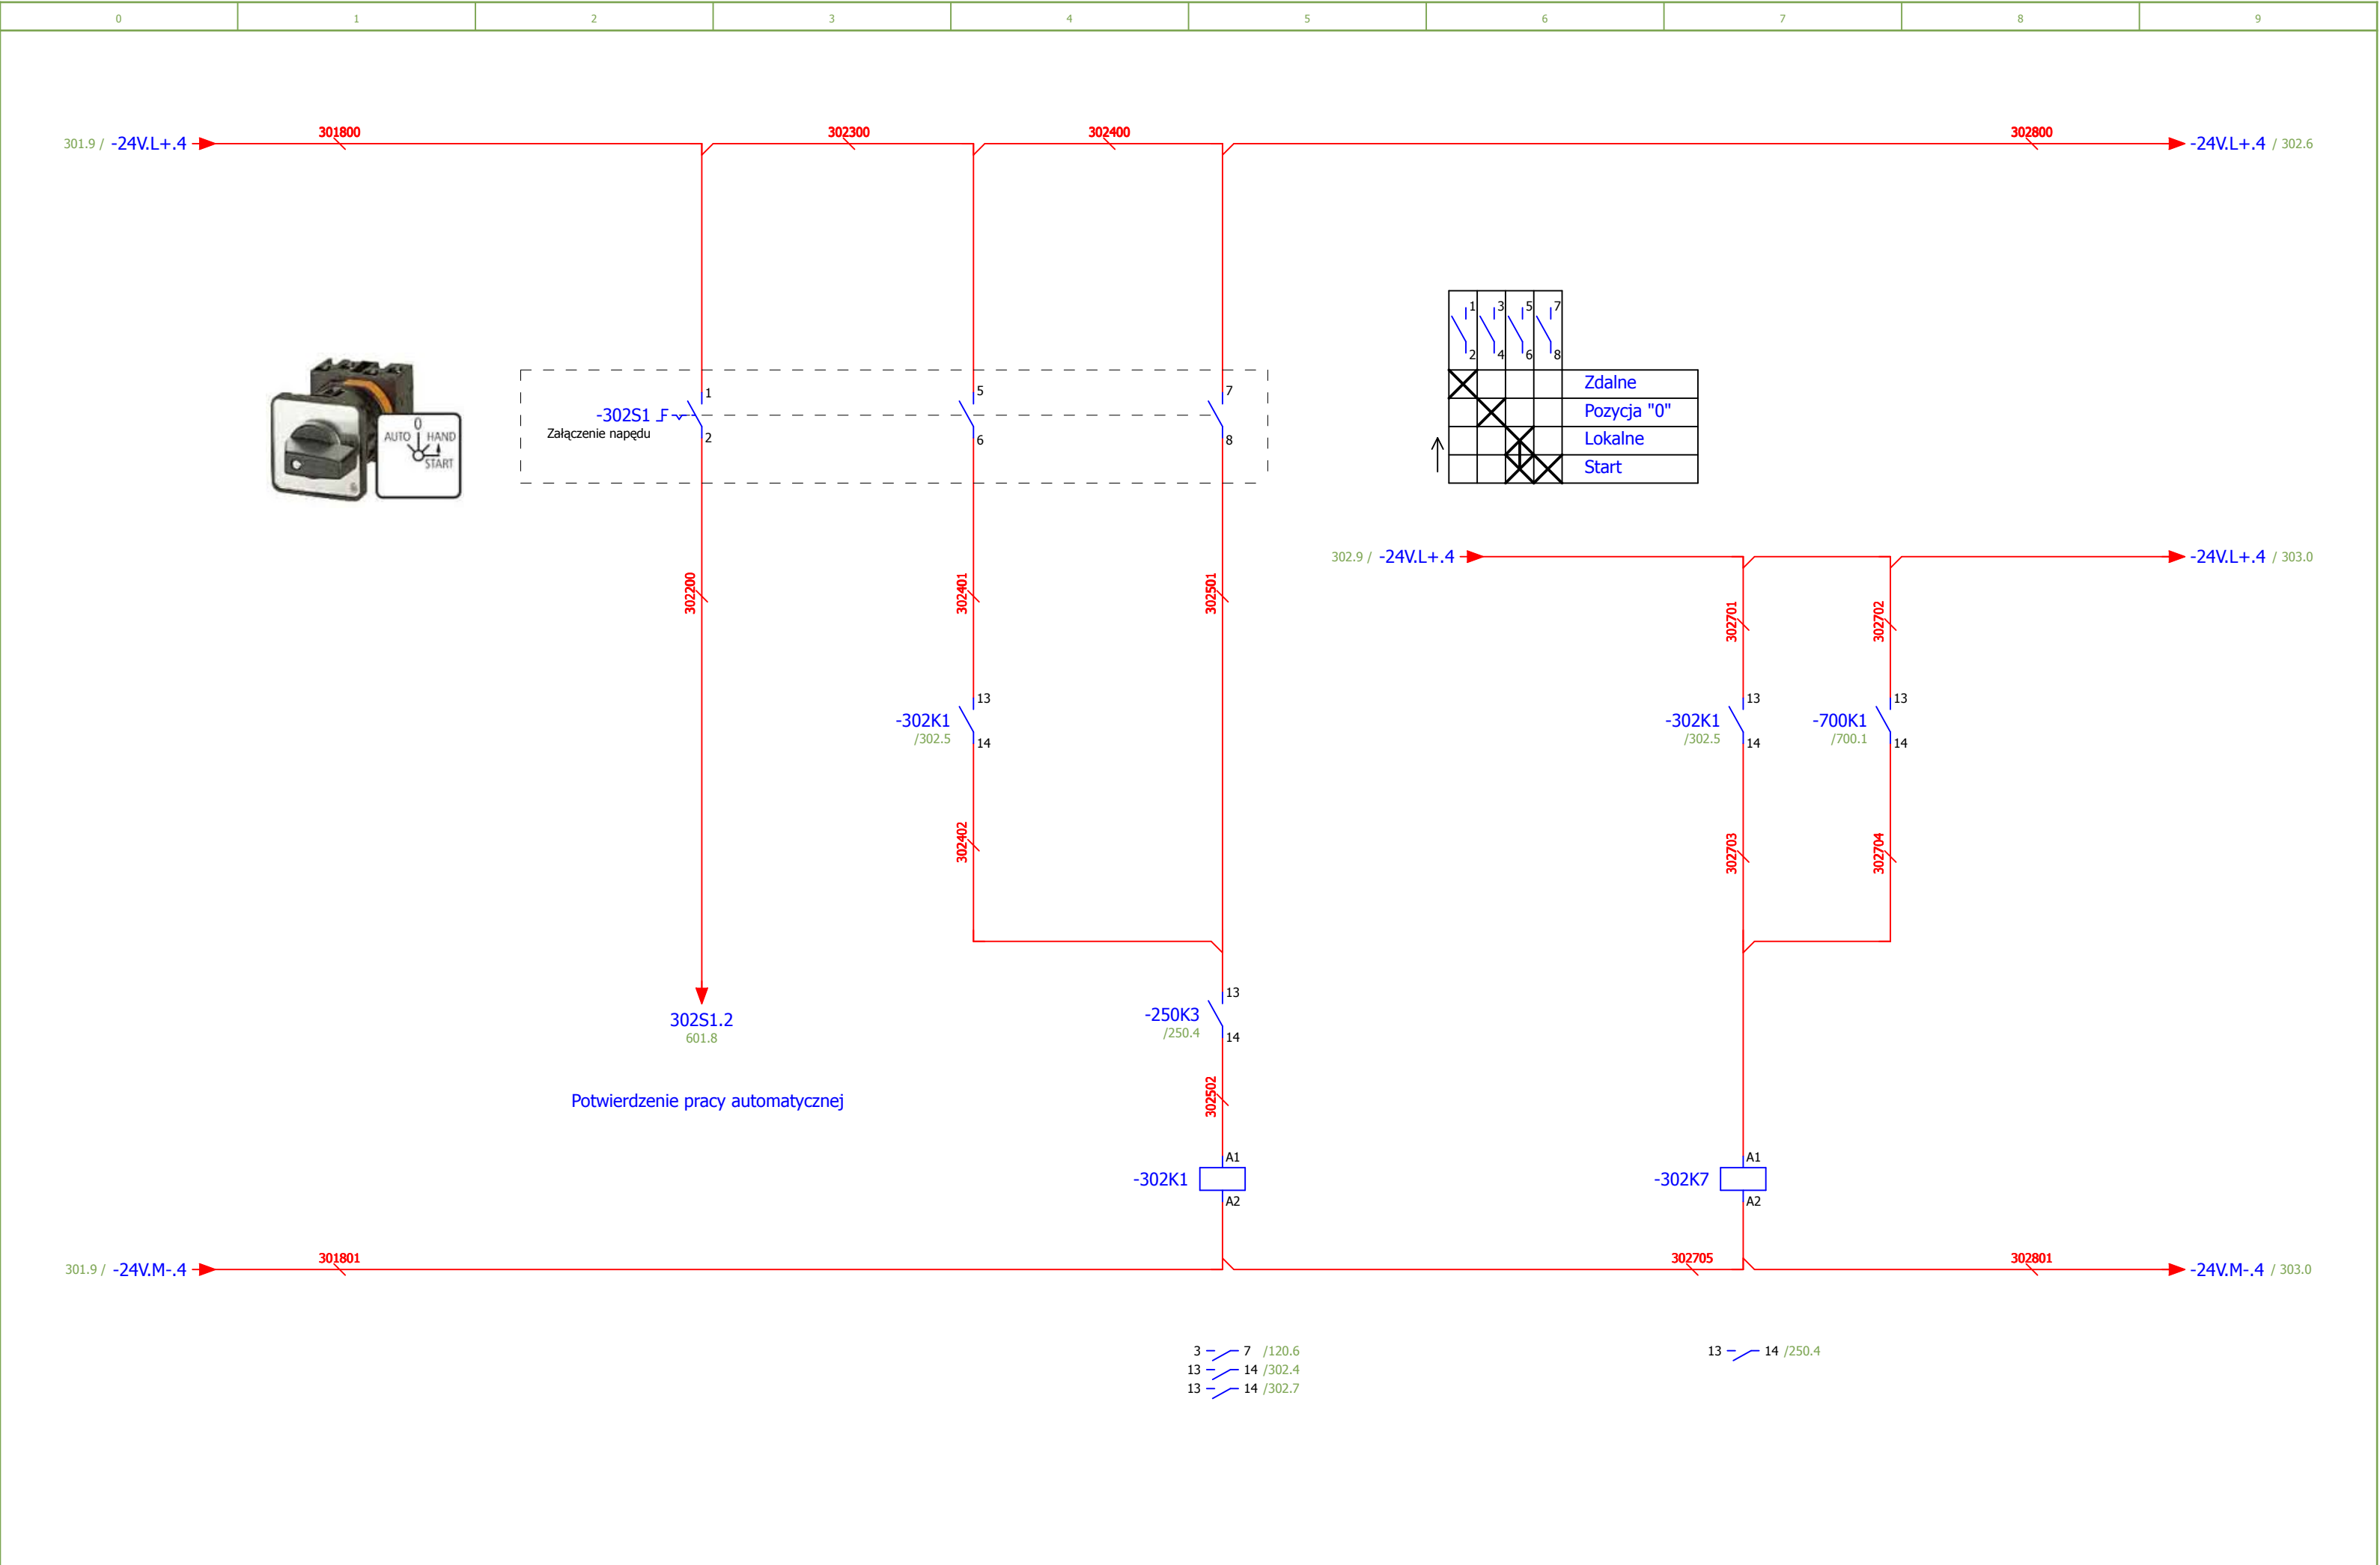 0 1 2 3 4 5 6 7 8 9
301.9 / -24V.L+.4 301800 302300 302400 302800 -24V.L+.4 / 302.6
1 3 5 7
2 4 6 8
Zdalne
Pozycja "0"
Lokalne
Start
0
AUTO HAND
START
-302S1
Załączenie napędu
1
2
5
6
7
8
302.9 / -24V.L+.4 -24V.L+.4 / 303.0
302200
302401
302501
302701
302702
-302K1
/302.5
13
14
-302K1
/302.5
13
14
-700K1
/700.1
13
14
302402
302703
302704
302S1.2
601.8
-250K3
/250.4
13
14
Potwierdzenie pracy automatycznej
302502
-302K1
A1
A2
-302K7
A1
A2
301.9 / -24V.M-.4 301801 302705 302801 -24V.M-.4 / 303.0
3 7 /120.6
13 14 /302.4
13 14 /302.7
13 14 /250.4